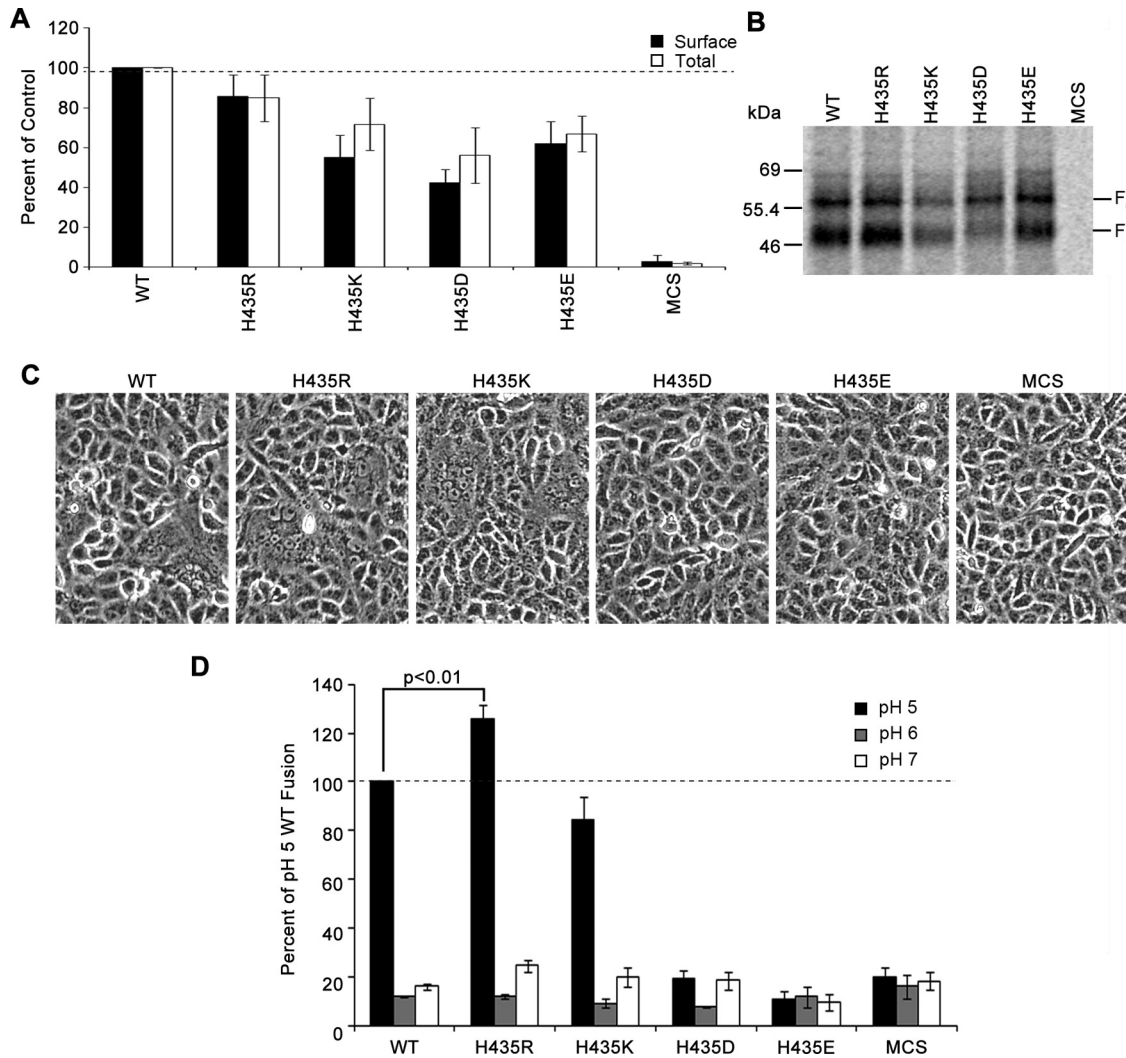 A
120
100
80
60
40
20
0
Percent of Control
Surface
Total
WT
H435R
H435K
H435D
H435E
MCS
B
kDa
WT
H435R
H435K
H435D
H435E
MCS
69
55.4
46
F
F
C
WT H435R H435K H435D H435E MCS
D
140
120
100
80
60
40
20
0
Percent of pH 5 WT Fusion
p<0.01
pH 5
pH 6
pH 7
WT H435R H435K H435D H435E MCS